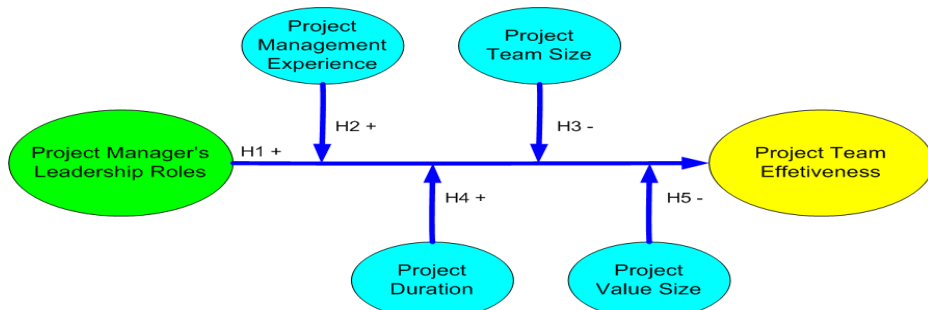 Project
Management
Experience
Project
Team Size
H2 +
H3 -
H1 +
Project Manager's
Leadership Roles
Project Team
Effetiveness
H4 +
H5 -
Project
Duration
Project
Value Size